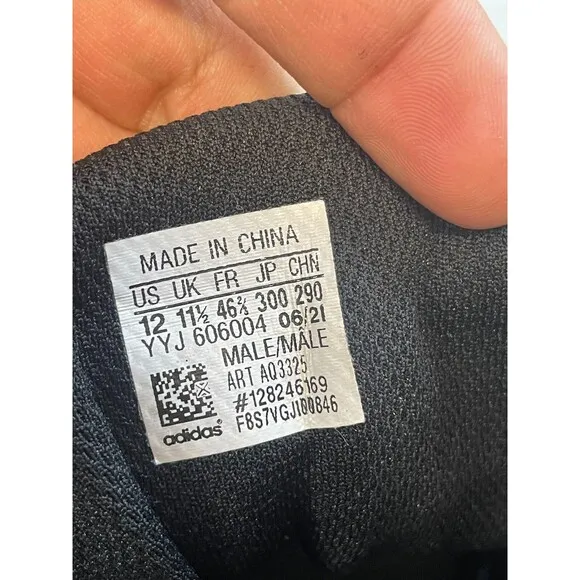 MADE IN CHINA
US UK FR JP CHN
12 11½ 46⅔ 300 290
YYJ 606004 06/21
MALE/MÂLE
ART AQ3325
#128246169
F8S7VGJI00846
adidas